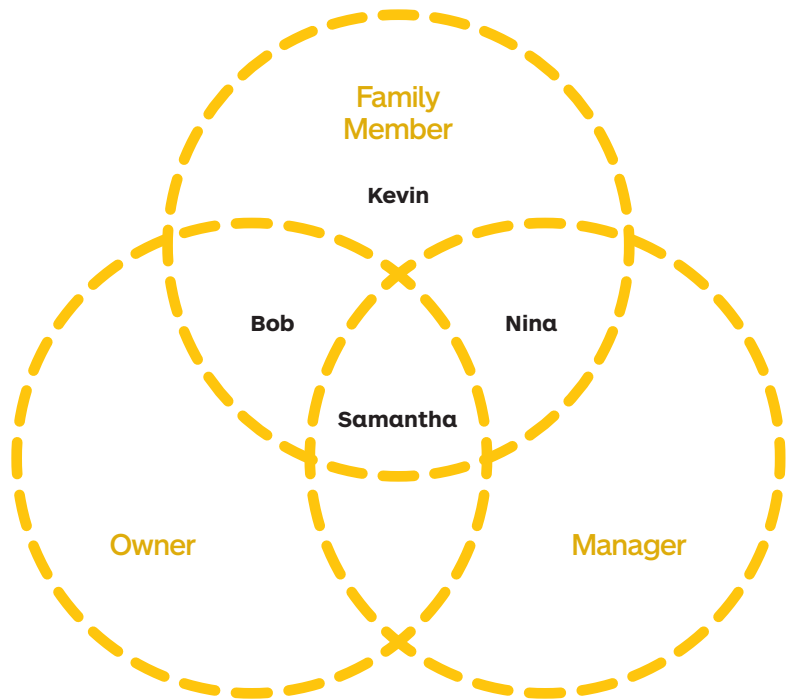 Family
Member
Kevin
Bob
Nina
Samantha
Owner
Manager